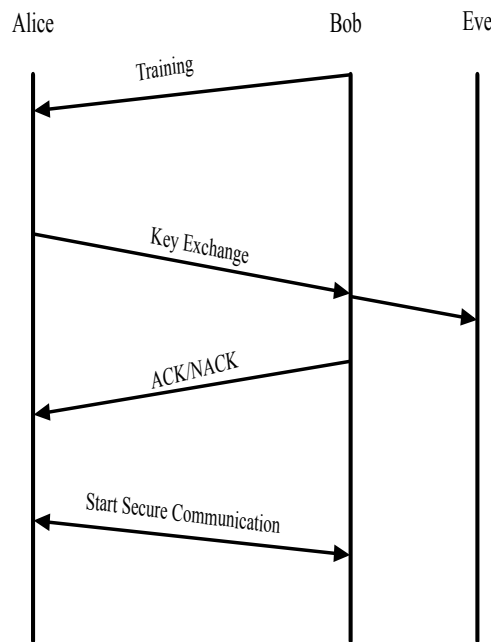 Alice
Bob
Eve
Training
Key Exchange
ACK/NACK
Start Secure Communication